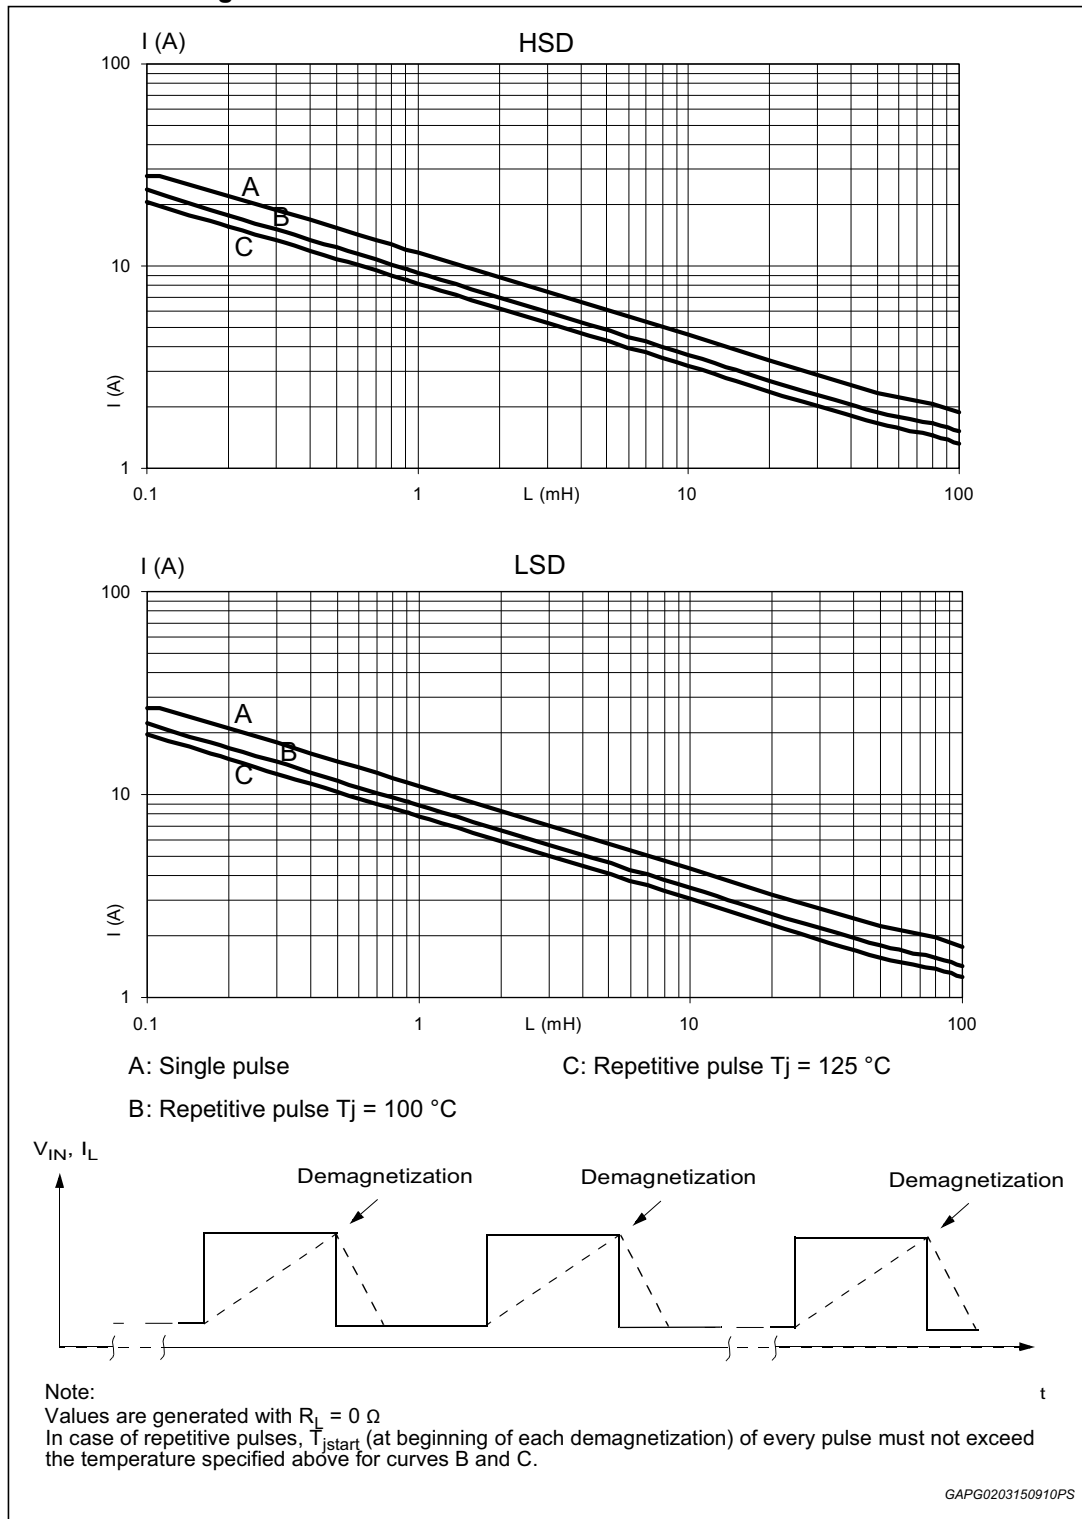 I (A) HSD
100
A
B
C
10
I (A)
1
0.1 1 L (mH) 10 100
I (A) LSD
100
A
B
C
10
I (A)
1
0.1 1 L (mH) 10 100
A: Single pulse C: Repetitive pulse Tj = 125 °C
B: Repetitive pulse Tj = 100 °C
VIN, IL
Demagnetization Demagnetization Demagnetization
t
Note:
Values are generated with RL = 0 Ω
In case of repetitive pulses, Tjstart (at beginning of each demagnetization) of every pulse must not exceed
the temperature specified above for curves B and C.
GAPG0203150910PS